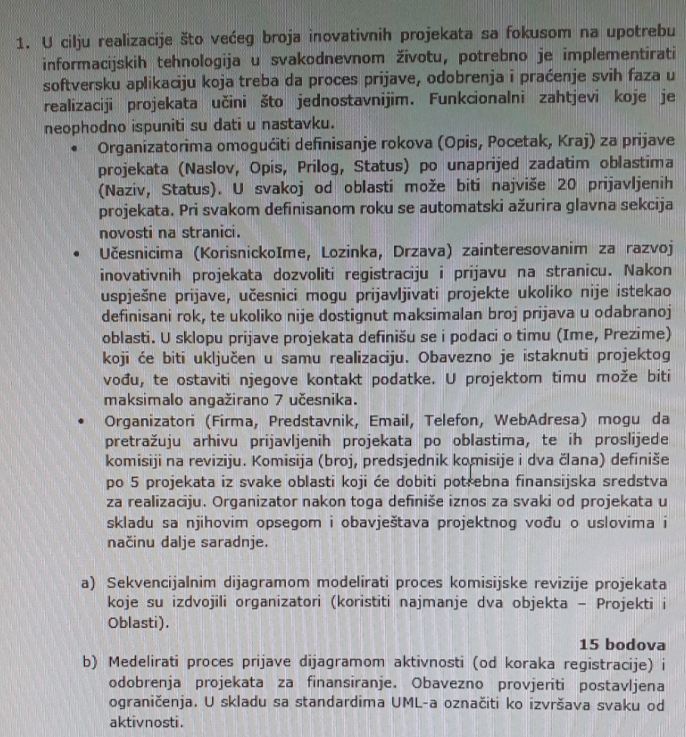 1. U cilju realizacije što većeg broja inovativnih projekata sa fokusom na upotrebu
informacijskih tehnologija u svakodnevnom životu, potrebno je implementirati
softversku aplikaciju koja treba da proces prijave, odobrenja i praćenje svih faza u
realizaciji projekata učini što jednostavnijim. Funkcionalni zahtjevi koje je
neophodno ispuniti su dati u nastavku.
• Organizatorima omogućiti definisanje rokova (Opis, Pocetak, Kraj) za prijave
projekata (Naslov, Opis, Prilog, Status) po unaprijed zadatim oblastima
(Naziv, Status). U svakoj od oblasti može biti najviše 20 prijavljenih
projekata. Pri svakom definisanom roku se automatski ažurira glavna sekcija
novosti na stranici.
• Učesnicima (KorisnickoIme, Lozinka, Drzava) zainteresovanim za razvoj
inovativnih projekata dozvoliti registraciju i prijavu na stranicu. Nakon
uspješne prijave, učesnici mogu prijavljivati projekte ukoliko nije istekao
definisani rok, te ukoliko nije dostignut maksimalan broj prijava u odabranoj
oblasti. U sklopu prijave projekata definišu se i podaci o timu (Ime, Prezime)
koji će biti uključen u samu realizaciju. Obavezno je istaknuti projektog
vođu, te ostaviti njegove kontakt podatke. U projektom timu može biti
maksimalo angažirano 7 učesnika.
• Organizatori (Firma, Predstavnik, Email, Telefon, WebAdresa) mogu da
pretražuju arhivu prijavljenih projekata po oblastima, te ih proslijede
komisiji na reviziju. Komisija (broj, predsjednik komisije i dva člana) definiše
po 5 projekata iz svake oblasti koji će dobiti potrebna finansijska sredstva
za realizaciju. Organizator nakon toga definiše iznos za svaki od projekata u
skladu sa njihovim opsegom i obavještava projektnog vođu o uslovima i
načinu dalje saradnje.
a) Sekvencijalnim dijagramom modelirati proces komisijske revizije projekata
koje su izdvojili organizatori (koristiti najmanje dva objekta – Projekti i
Oblasti).
15 bodova
b) Medelirati proces prijave dijagramom aktivnosti (od koraka registracije) i
odobrenja projekata za finansiranje. Obavezno provjeriti postavljena
ograničenja. U skladu sa standardima UML-a označiti ko izvršava svaku od
aktivnosti.